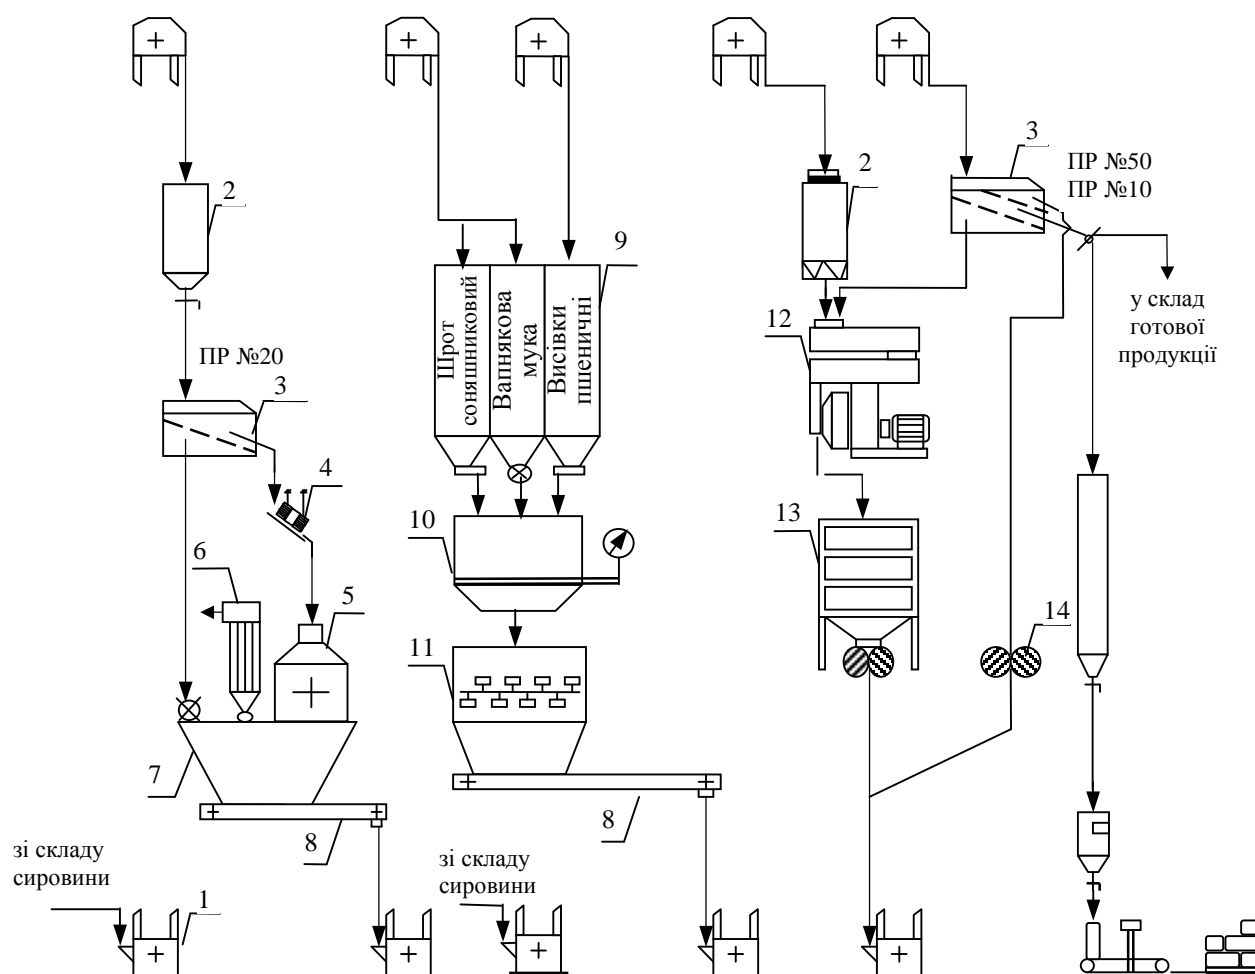 3
ПР №50
ПР №10
2
2
9
у склад
готової
продукції
Шрот
соняшниковий
Вапнякова
мука
Висівки
пшеничні
12
ПР №20
3
4
10
13
6
5
14
11
7
8
8
зі складу
сировини
зі складу
сировини
1